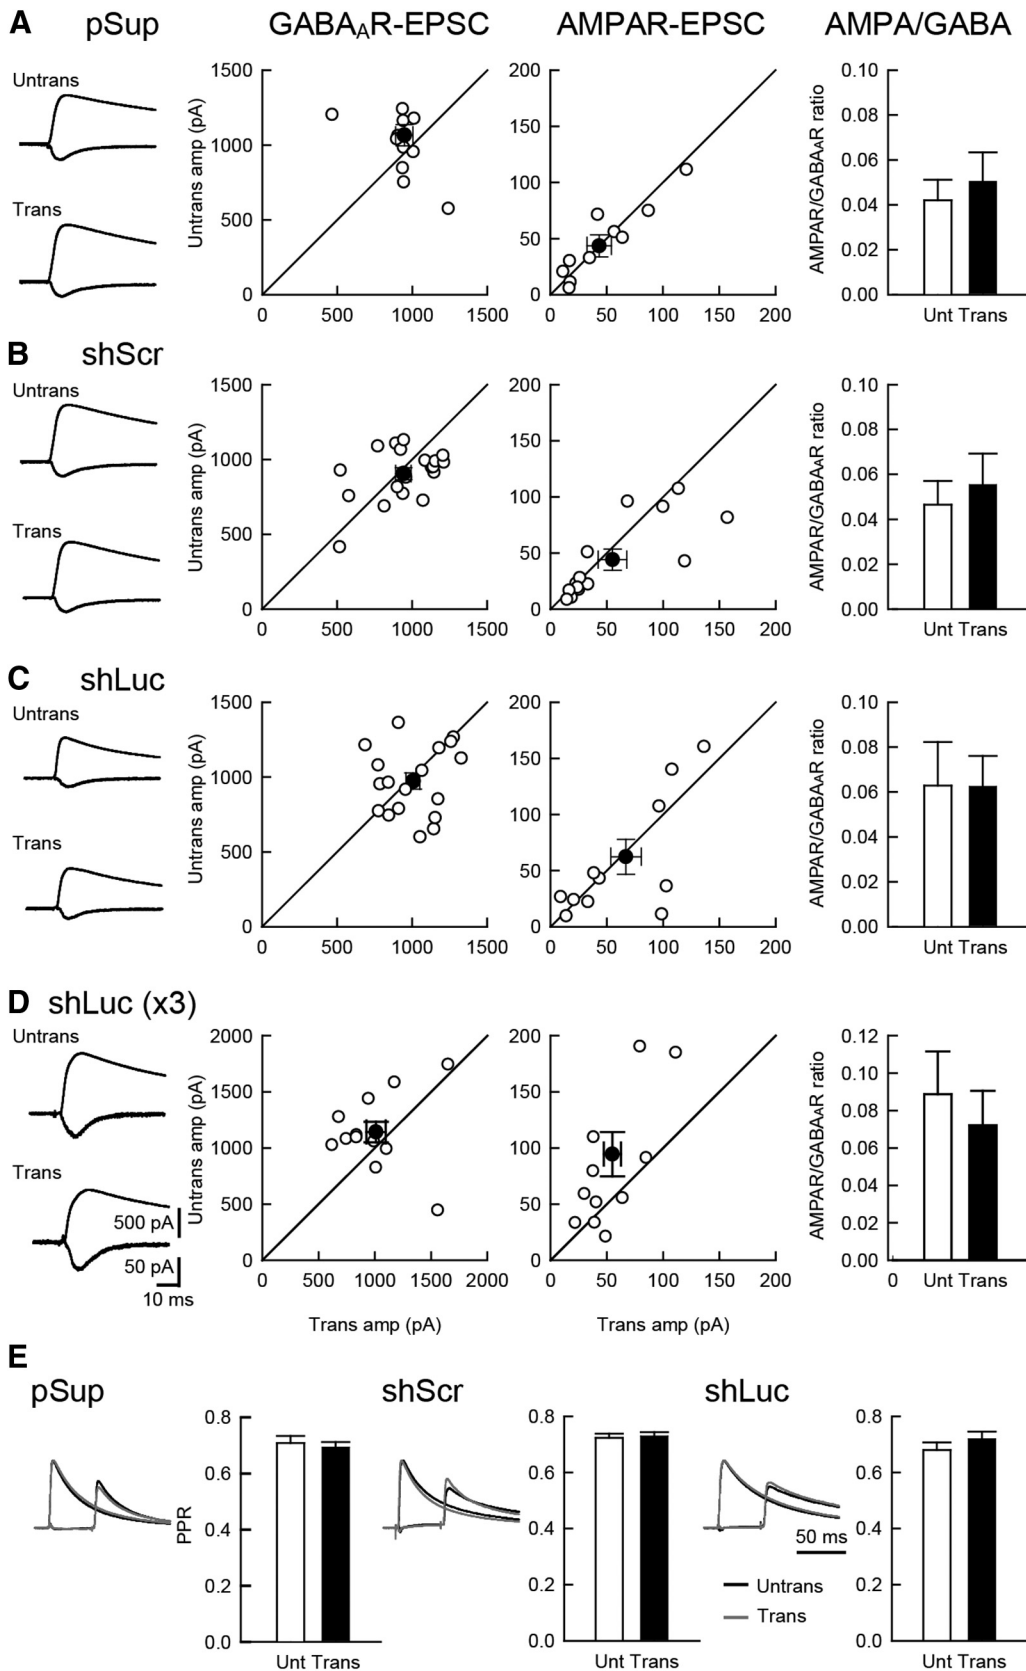 A pSup GABAAR-EPSC AMPAR-EPSC AMPA/GABA
Untrans
Trans
Untrans amp (pA)
1500
1000
500
0
0 500 1000 1500
200
150
100
50
0
0 50 100 150 200
AMPAR/GABAAR ratio
0.10
0.08
0.06
0.04
0.02
0.00
Unt Trans
B shScr
Untrans
Trans
Untrans amp (pA)
1500
1000
500
0
0 500 1000 1500
200
150
100
50
0
0 50 100 150 200
AMPAR/GABAAR ratio
0.10
0.08
0.06
0.04
0.02
0.00
Unt Trans
C shLuc
Untrans
Trans
Untrans amp (pA)
1500
1000
500
0
0 500 1000 1500
200
150
100
50
0
0 50 100 150 200
AMPAR/GABAAR ratio
0.10
0.08
0.06
0.04
0.02
0.00
Unt Trans
D shLuc (x3)
Untrans
Trans
500 pA
50 pA
10 ms
Untrans amp (pA)
2000
1500
1000
500
0
0 500 1000 1500 2000
Trans amp (pA)
200
150
100
50
0
0 50 100 150 200
Trans amp (pA)
AMPAR/GABAAR ratio
0.12
0.10
0.08
0.06
0.04
0.02
0.00
0 Unt Trans
E
pSup shScr shLuc
PPR
0.8
0.6
0.4
0.2
0.0
Unt Trans
0.8
0.6
0.4
0.2
0.0
Unt Trans
50 ms
Untrans
Trans
0.8
0.6
0.4
0.2
0.0
Unt Trans